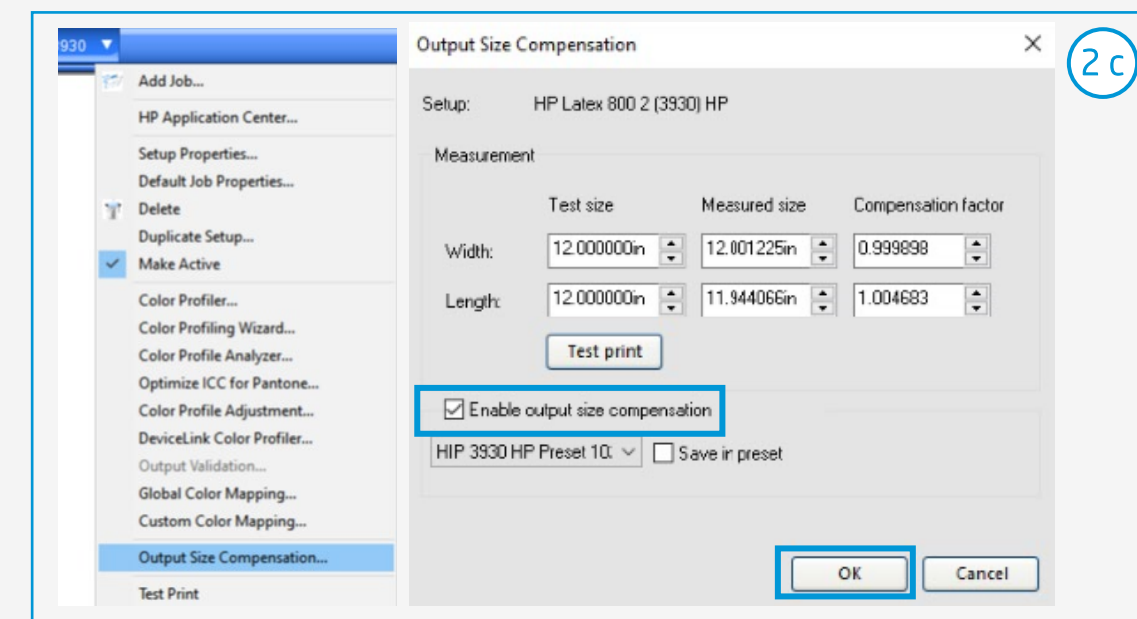 930
Add Job...
HP Application Center...
Setup Properties...
Default Job Properties...
Delete
Duplicate Setup...
Make Active
Color Profiler...
Color Profiling Wizard...
Color Profile Analyzer...
Optimize ICC for Pantone...
Color Profile Adjustment...
DeviceLink Color Profiler...
Output Validation...
Global Color Mapping...
Custom Color Mapping...
Output Size Compensation...
Test Print
Output Size Compensation
2 c
Setup: HP Latex 800 2 (3930) HP
Measurement
Test size Measured size Compensation factor
Width: 12.000000in 12.001225in 0.999898
Length: 12.000000in 11.944066in 1.004683
Test print
Enable output size compensation
HIP 3930 HP Preset 10: Save in preset
OK Cancel